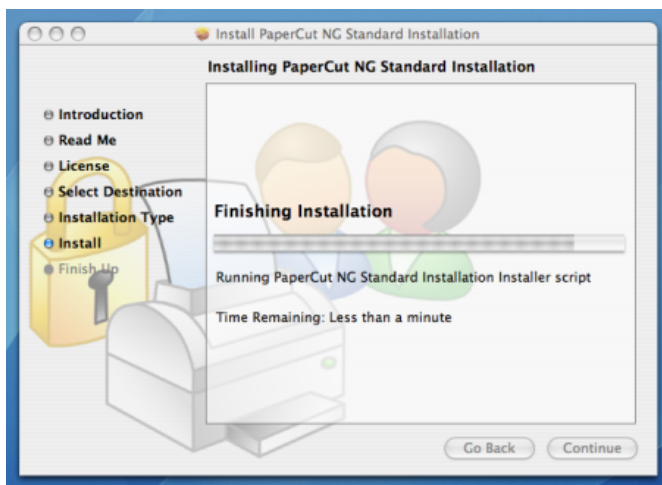 Install PaperCut NG Standard Installation
Installing PaperCut NG Standard Installation
Introduction
Read Me
License
Select Destination
Installation Type
Install
Finish Up
Finishing Installation
Running PaperCut NG Standard Installation Installer script
Time Remaining: Less than a minute
Go Back
Continue